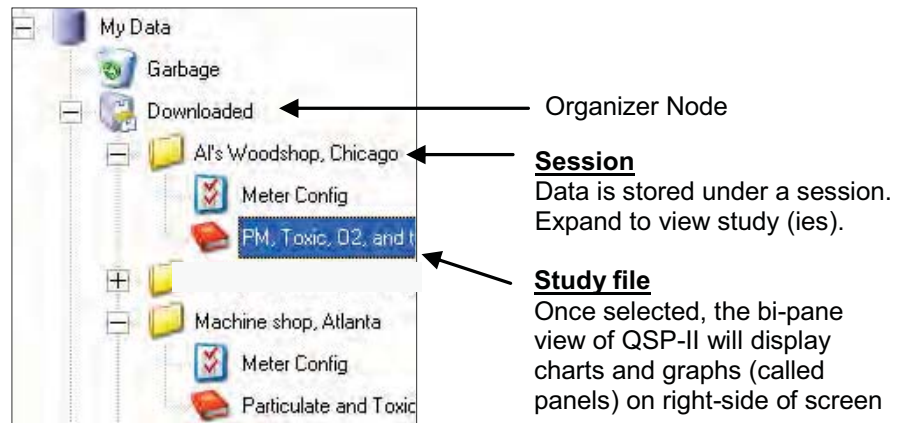 My Data
Garbage
Downloaded
Organizer Node
Al's Woodshop, Chicago
Session
Data is stored under a session.
Expand to view study (ies).
Meter Config
PM, Toxic, O2, and t
Study file
Once selected, the bi-pane
view of QSP-II will display
charts and graphs (called
panels) on right-side of screen
Machine shop, Atlanta
Meter Config
Particulate and Toxic